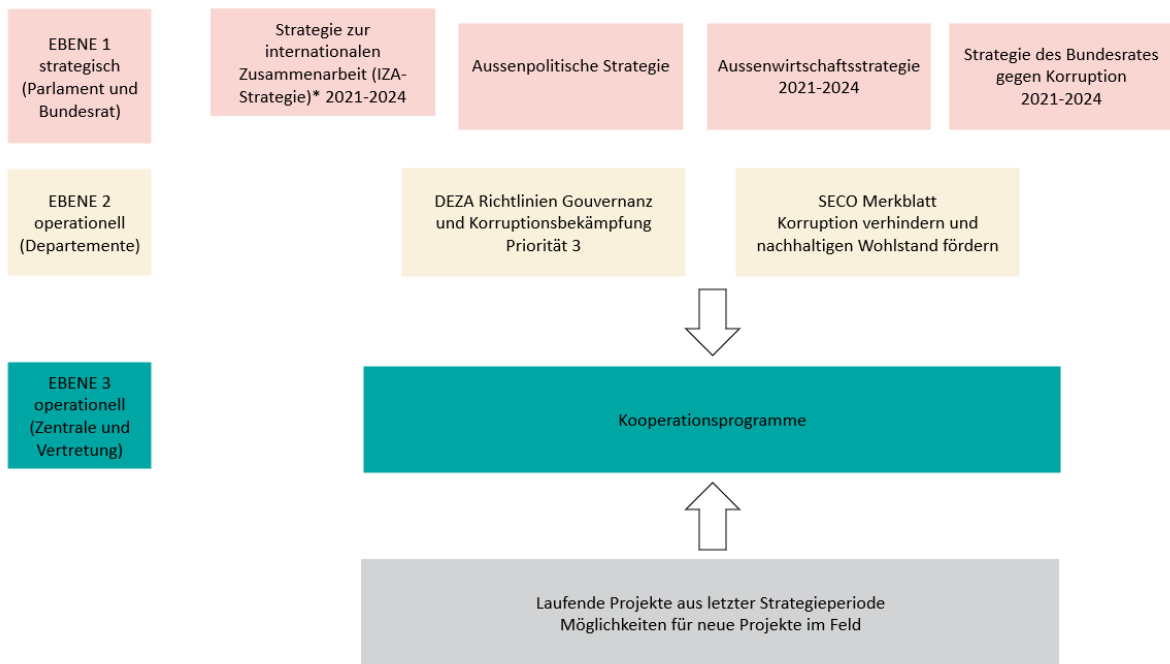 EBENE 1
strategisch
(Parlament und
Bundesrat)
Strategie zur
internationalen
Zusammenarbeit (IZA-
Strategie)* 2021-2024
Aussenpolitische Strategie
Aussenwirtschaftsstrategie
2021-2024
Strategie des Bundesrates
gegen Korruption
2021-2024
EBENE 2
operationell
(Departemente)
DEZA Richtlinien Gouvernanz
und Korruptionsbekämpfung
Priorität 3
SECO Merkblatt
Korruption verhindern und
nachhaltigen Wohlstand fördern
EBENE 3
operationell
(Zentrale und
Vertretung)
Kooperationsprogramme
Laufende Projekte aus letzter Strategieperiode
Möglichkeiten für neue Projekte im Feld